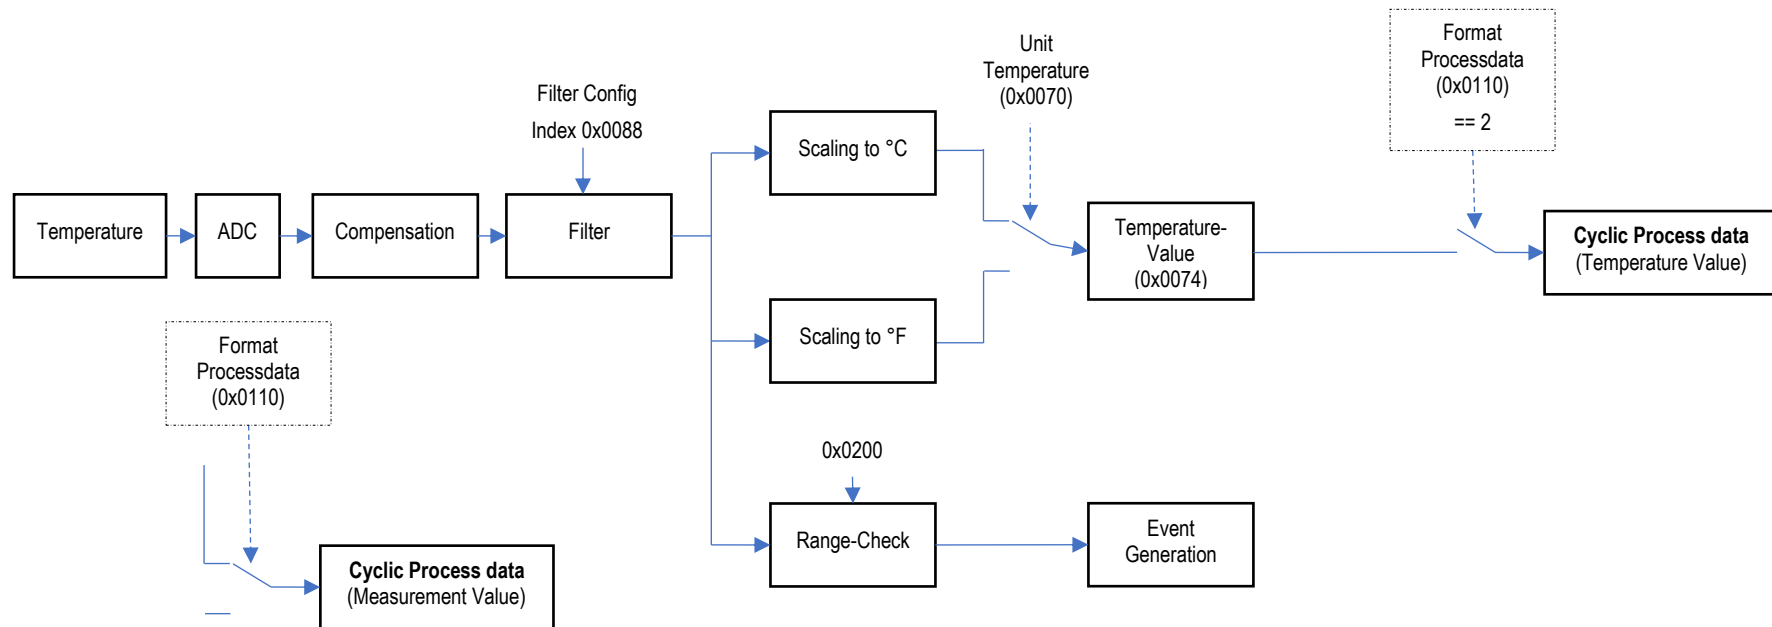 Format
Processdata
(0x0110)
== 2
Unit
Temperature
(0x0070)
Filter Config
Index 0x0088
Scaling to °C
Temperature
ADC
Compensation
Filter
Temperature-
Value
(0x0074)
Cyclic Process data
(Temperature Value)
Scaling to °F
Format
Processdata
(0x0110)
0x0200
Range-Check
Event
Generation
Cyclic Process data
(Measurement Value)